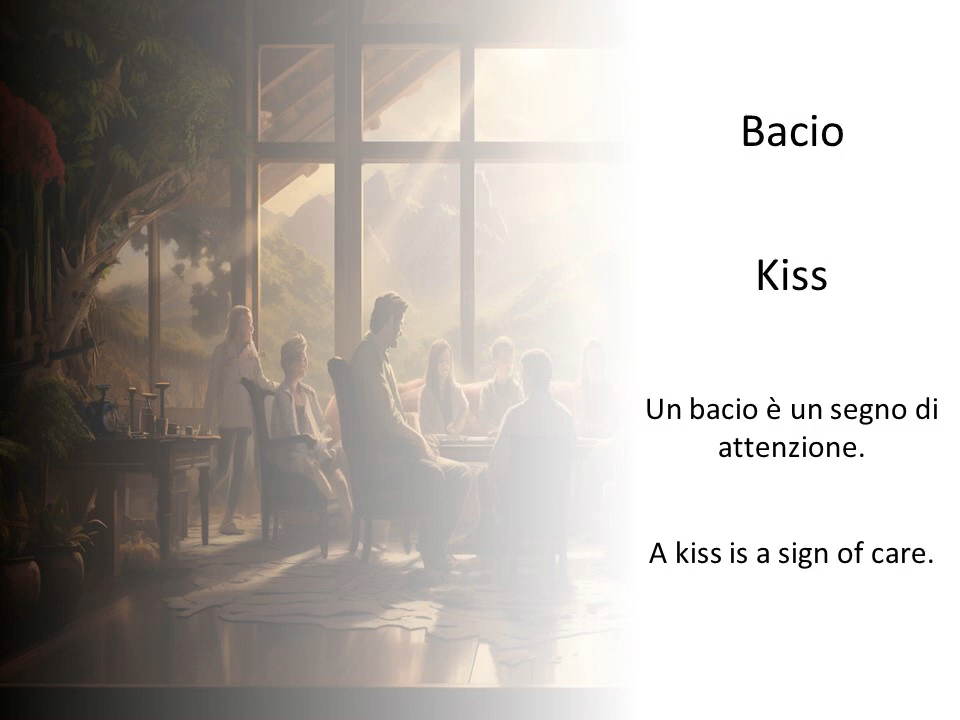 Bacio
Kiss
Un bacio è un segno di
attenzione.
A kiss is a sign of care.